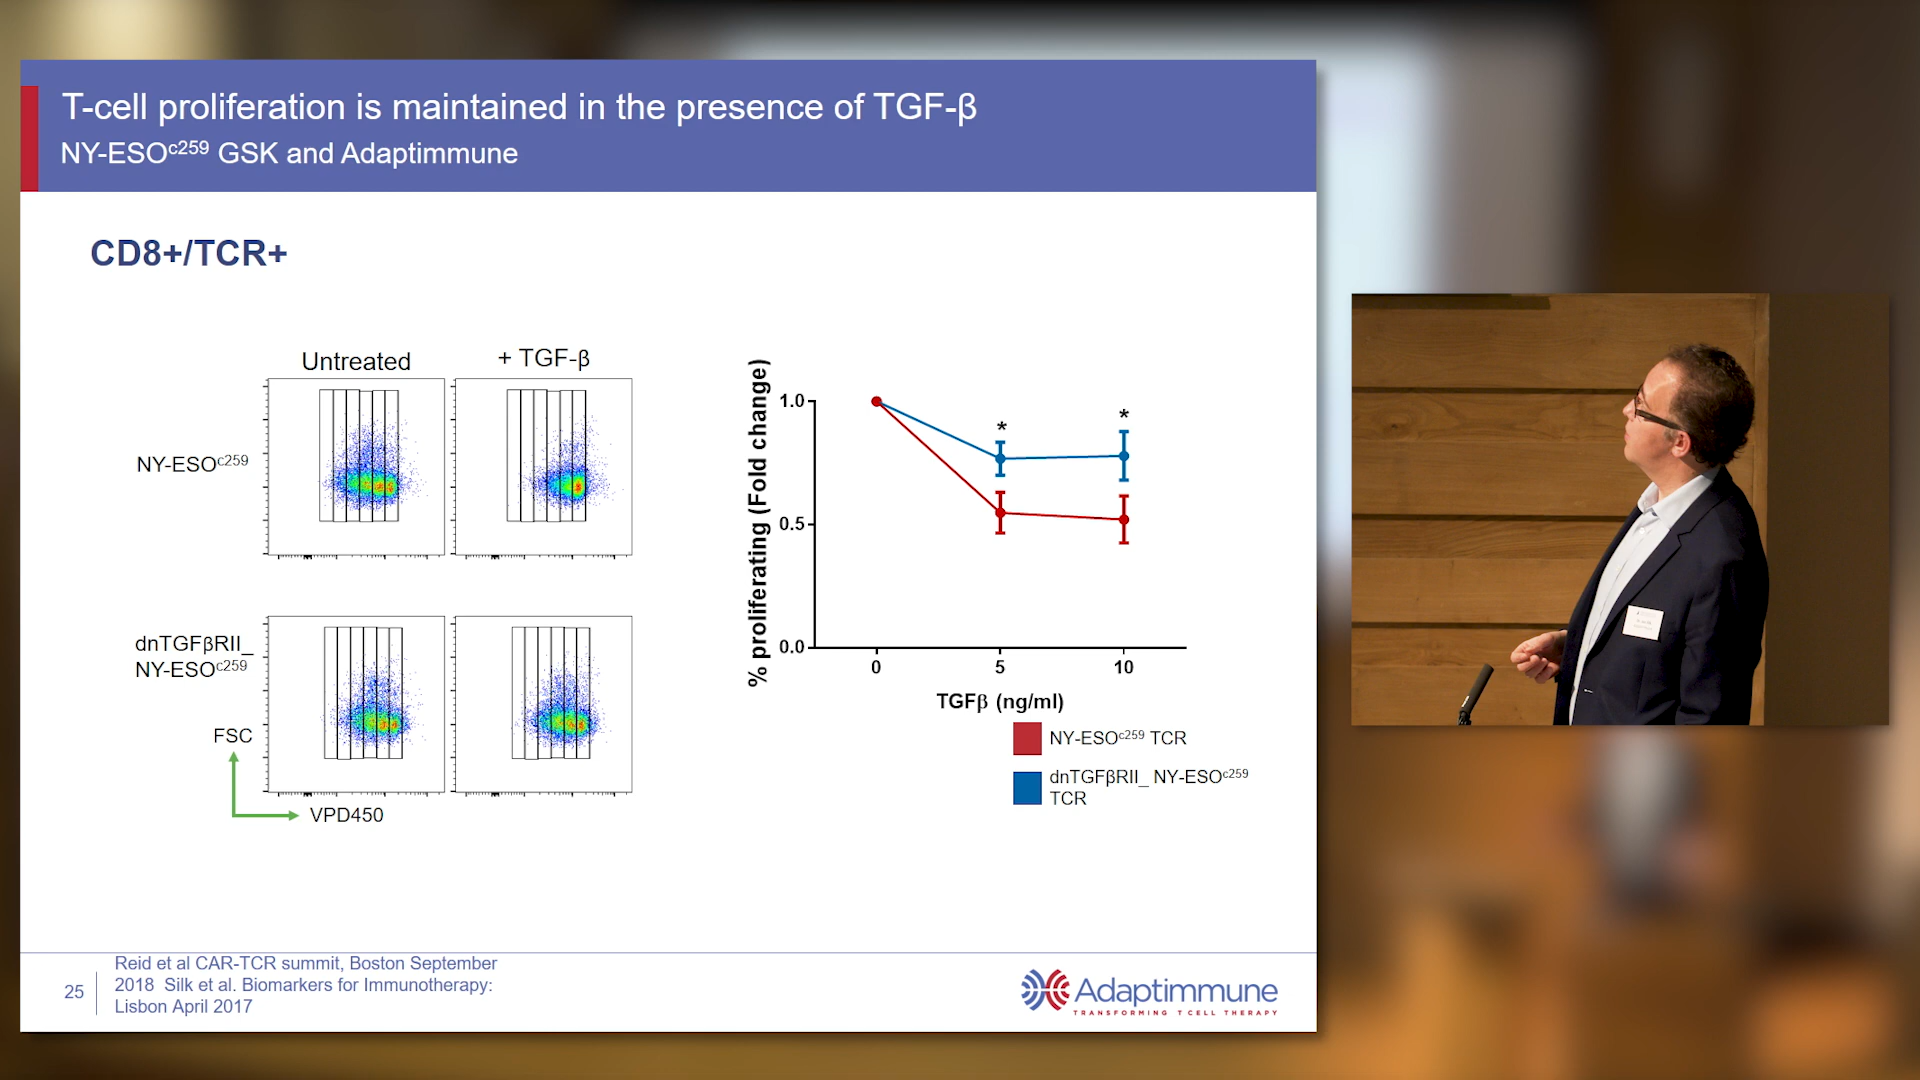 T-cell proliferation is maintained in the presence of TGF-β
NY-ESOc259 GSK and Adaptimmune
CD8+/TCR+
Untreated
+ TGF-β
NY-ESOc259
dnTGFβRII_
NY-ESOc259
FSC
VPD450
% proliferating (Fold change)
1.0
0.5
0.0
*
*
0
5
10
TGFβ (ng/ml)
NY-ESOc259 TCR
dnTGFβRII_ NY-ESOc259
TCR
25
Reid et al CAR-TCR summit, Boston September
2018 Silk et al. Biomarkers for Immunotherapy:
Lisbon April 2017
Adaptimmune
TRANSFORMING T CELL THERAPY